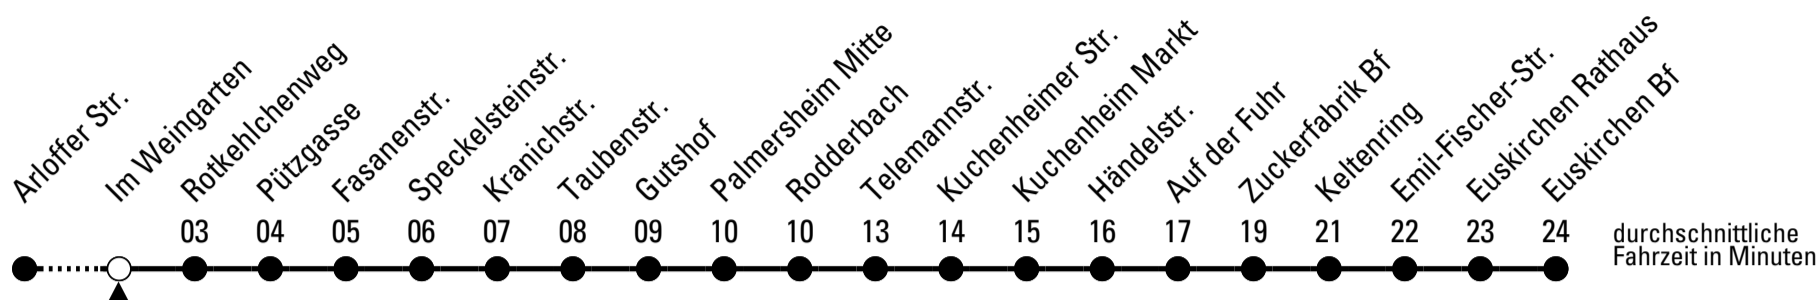 Arloffer Str.
Im Weingarten
Rotkehlchenweg
Pützgasse
Fasanenstr.
Speckelsteinstr.
Kranichstr.
Taubenstr.
Gutshof
Palmersheim Mitte
Rodderbach
Telemannstr.
Kuchenheimer Str.
Kuchenheim Markt
Händelstr.
Auf der Fuhr
Zuckerfabrik Bf
Keltenring
Emil-Fischer-Str.
Euskirchen Rathaus
Euskirchen Bf
03 04 05 06 07 08 09 10 10 13 14 15 16 17 19 21 22 23 24
durchschnittliche
Fahrzeit in Minuten